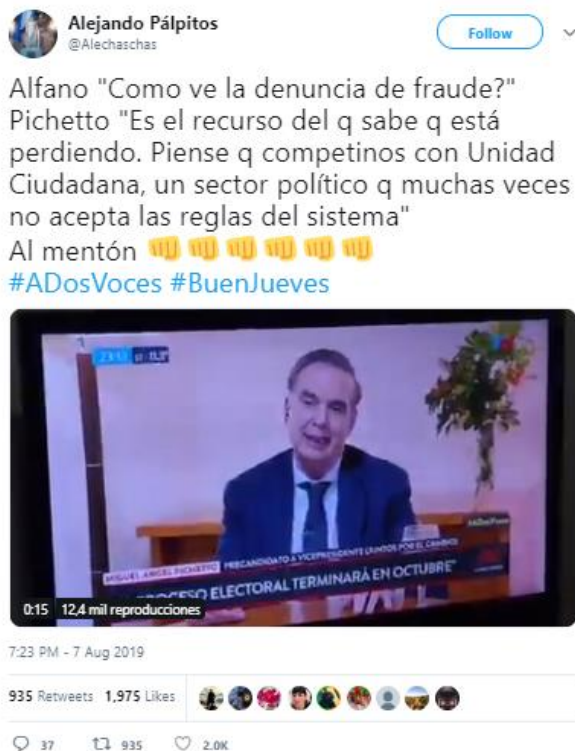 Alejando Pálpitos
@Alechaschas
Follow
Alfano "Como ve la denuncia de fraude?"
Pichetto "Es el recurso del q sabe q está
perdiendo. Piense q competinos con Unidad
Ciudadana, un sector político q muchas veces
no acepta las reglas del sistema"
Al mentón 👊👊👊👊👊👊
#ADosVoces #BuenJueves
MIGUEL ANGEL PICHETTO PRECANDIDATO A VICEPRESIDENTE (JUNTOS POR EL CAMBIO)
ELECTORAL TERMINARÁ EN OCTUBRE"
0:15 12,4 mil reproducciones
7:23 PM - 7 Aug 2019
935 Retweets 1,975 Likes
37 935 2.0K